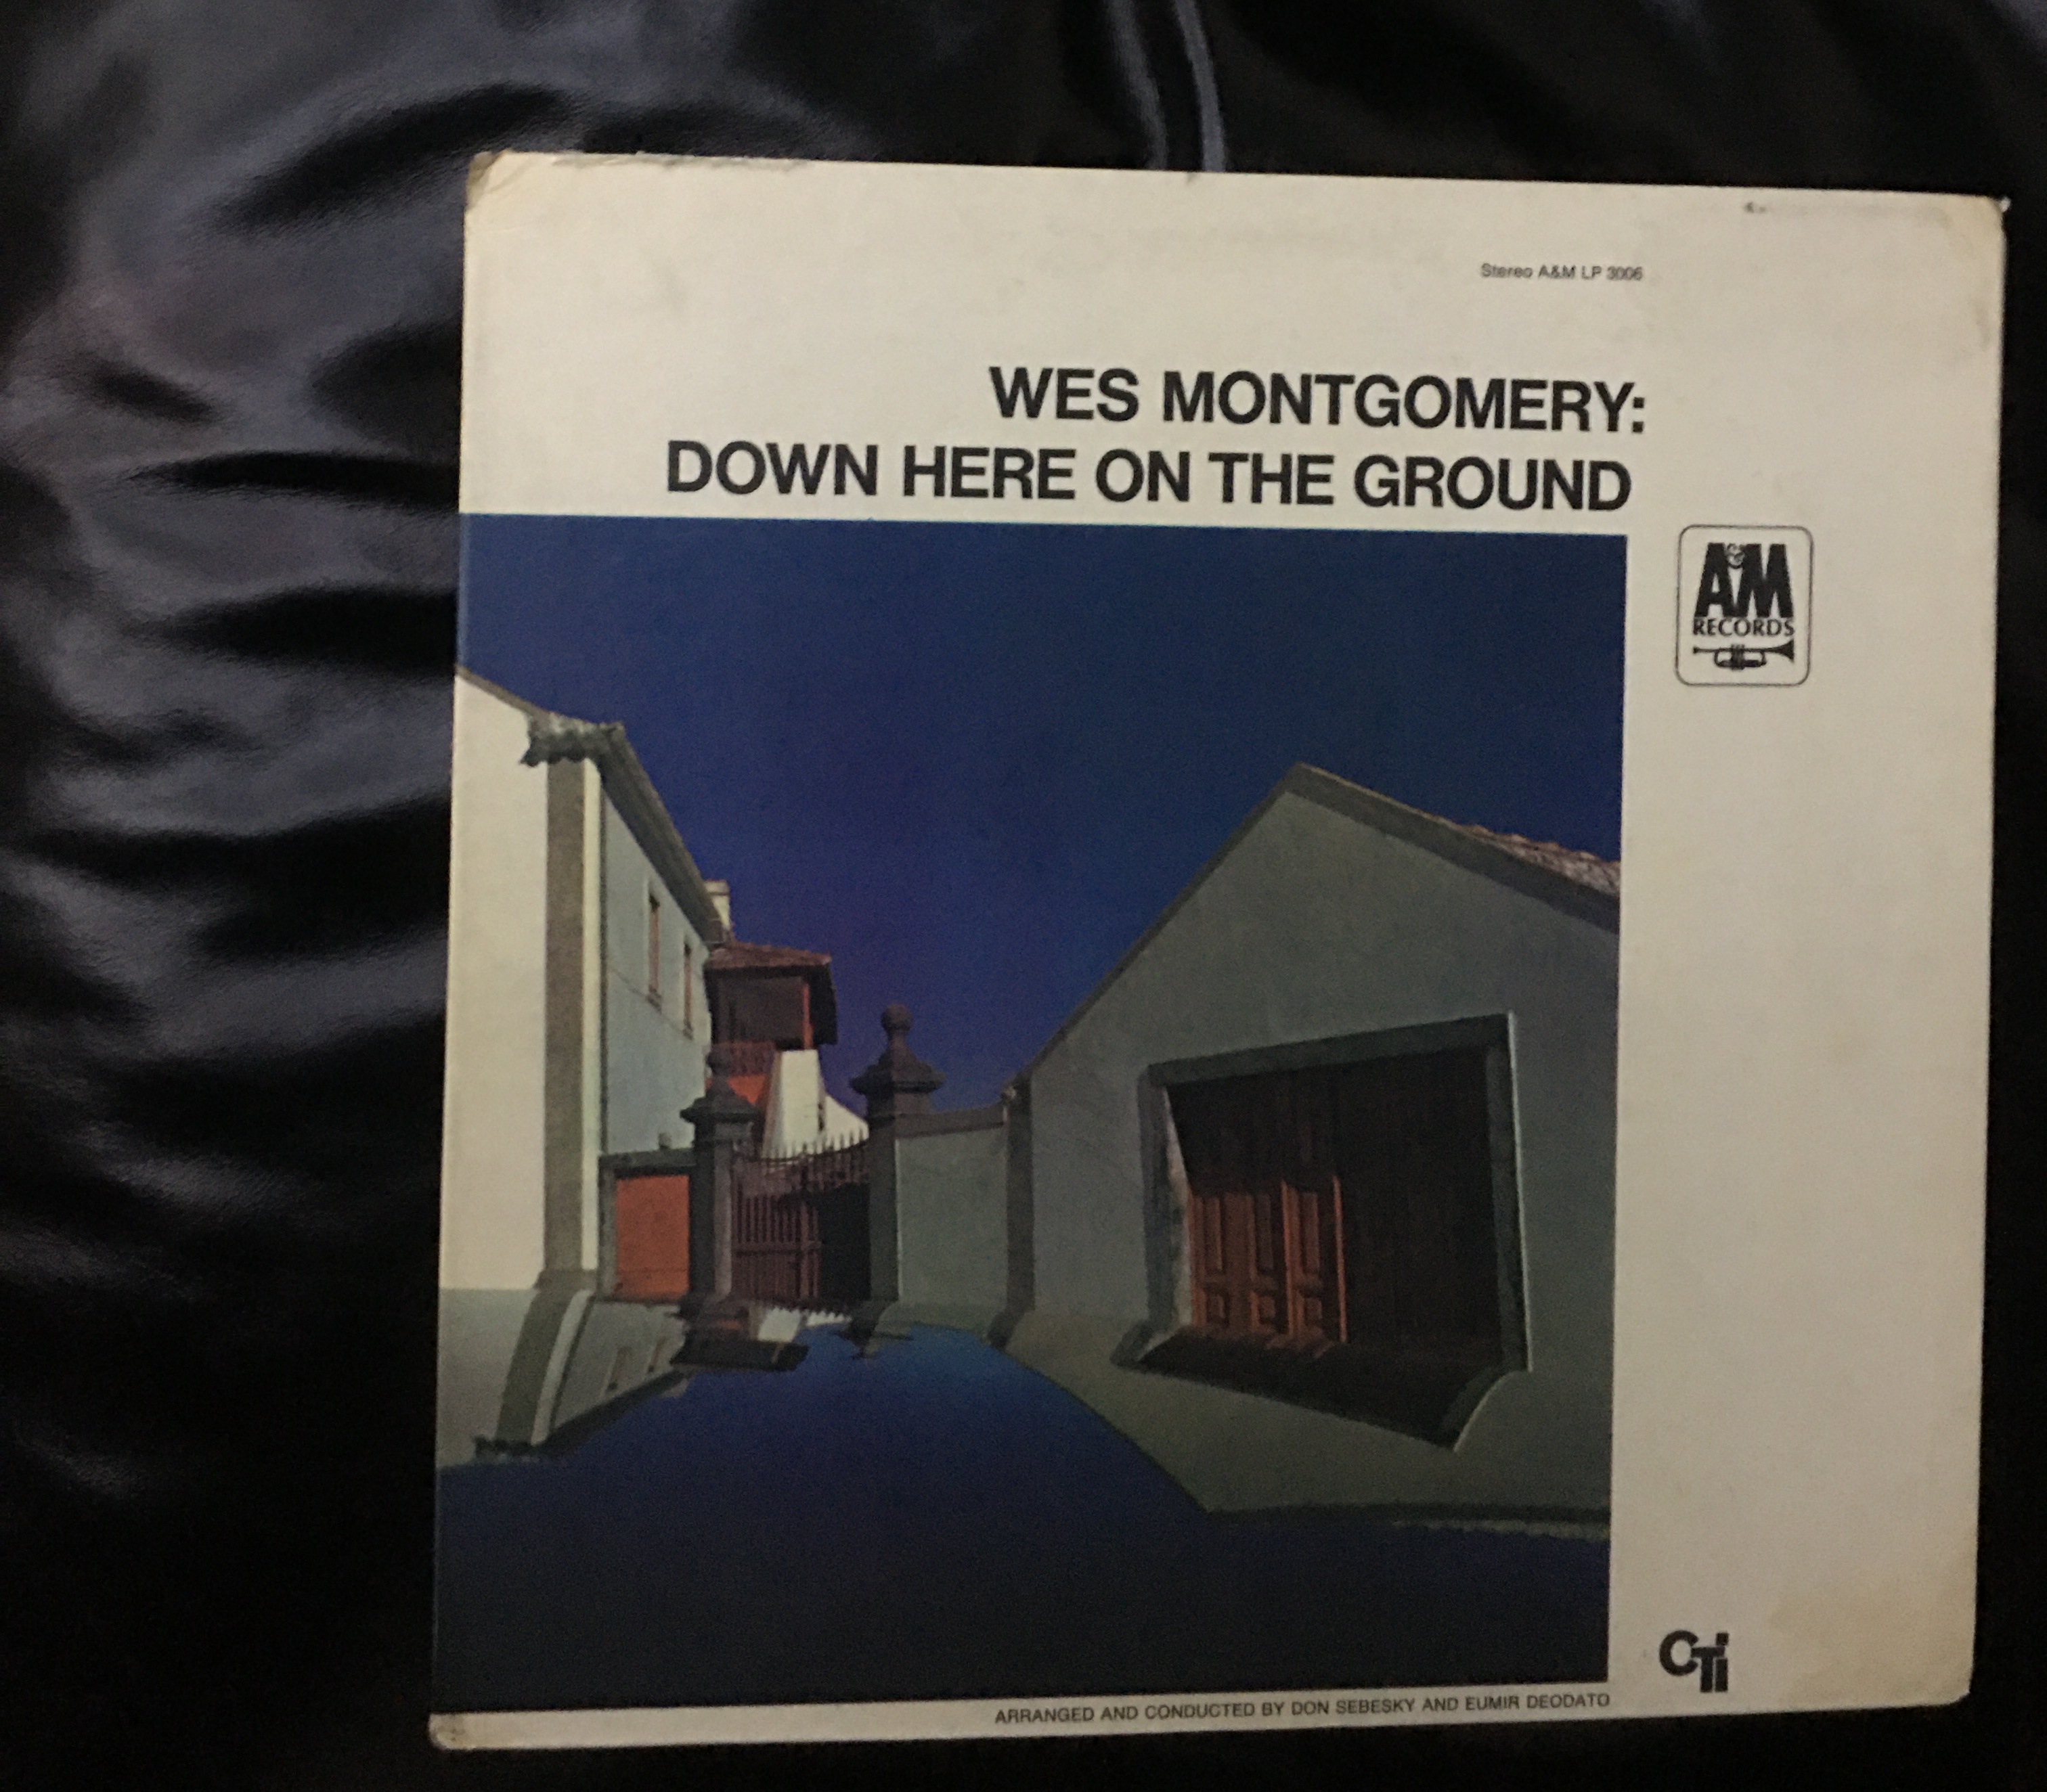 Stereo A&M LP 3006
WES MONTGOMERY:
DOWN HERE ON THE GROUND
A&M
RECORDS
CTi
ARRANGED AND CONDUCTED BY DON SEBESKY AND EUMIR DEODATO